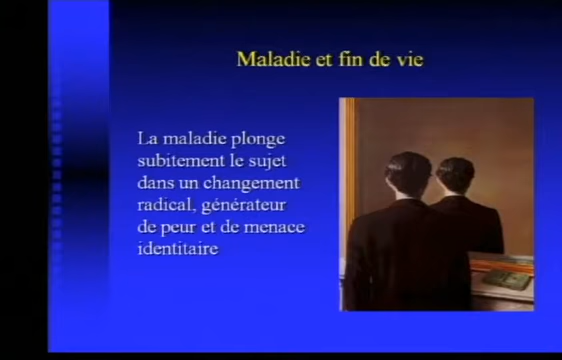 Maladie et fin de vie
La maladie plonge
subitement le sujet
dans un changement
radical, générateur
de peur et de menace
identitaire